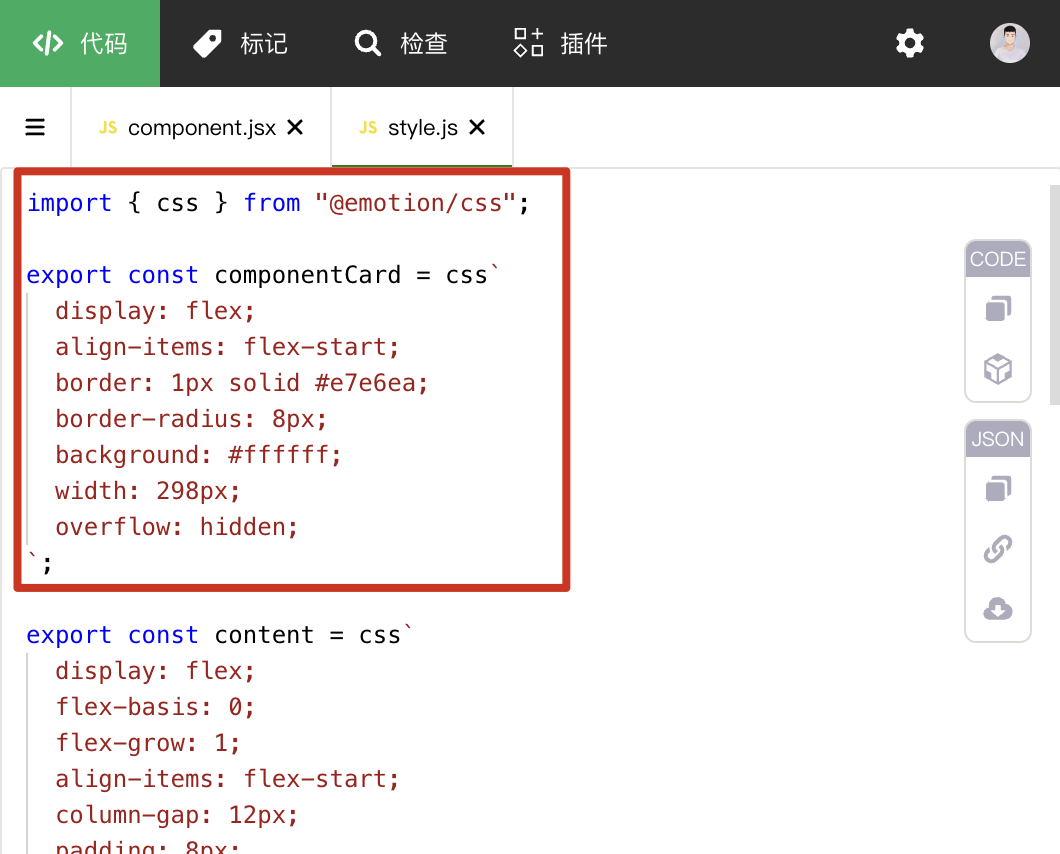 代码 标记 检查 插件
JS component.jsx JS style.js
import { css } from "@emotion/css";
export const componentCard = css`
display: flex;
align-items: flex-start;
border: 1px solid #e7e6ea;
border-radius: 8px;
background: #ffffff;
width: 298px;
overflow: hidden;
`;
export const content = css`
display: flex;
flex-basis: 0;
flex-grow: 1;
align-items: flex-start;
column-gap: 12px;
padding: 8px;
CODE
JSON